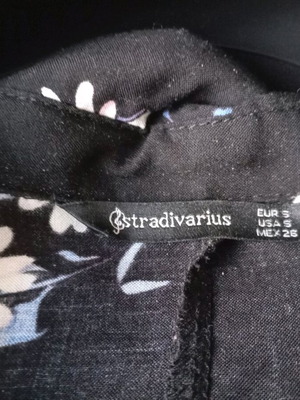 stradivarius
EUR S
USA S
MEX 26